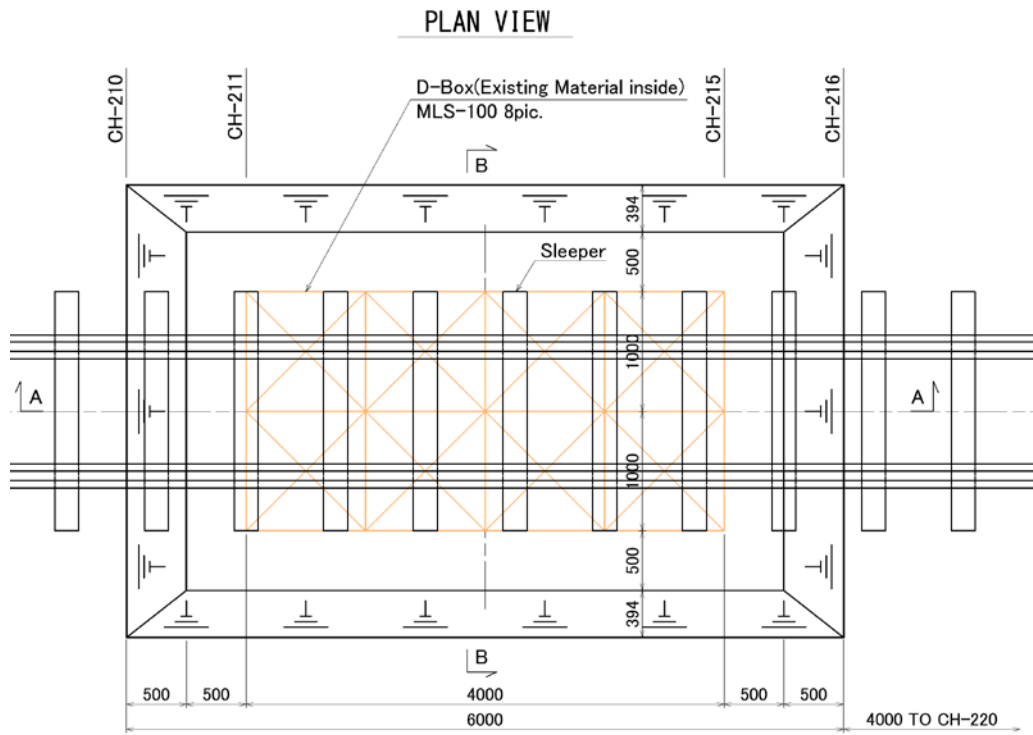 PLAN VIEW
CH-210
CH-211
D-Box(Existing Material inside)
MLS-100 8pic.
CH-215
CH-216
B
394
500
Sleeper
1000
A
A
1000
500
394
B
500
500
4000
500
500
6000
4000 TO CH-220